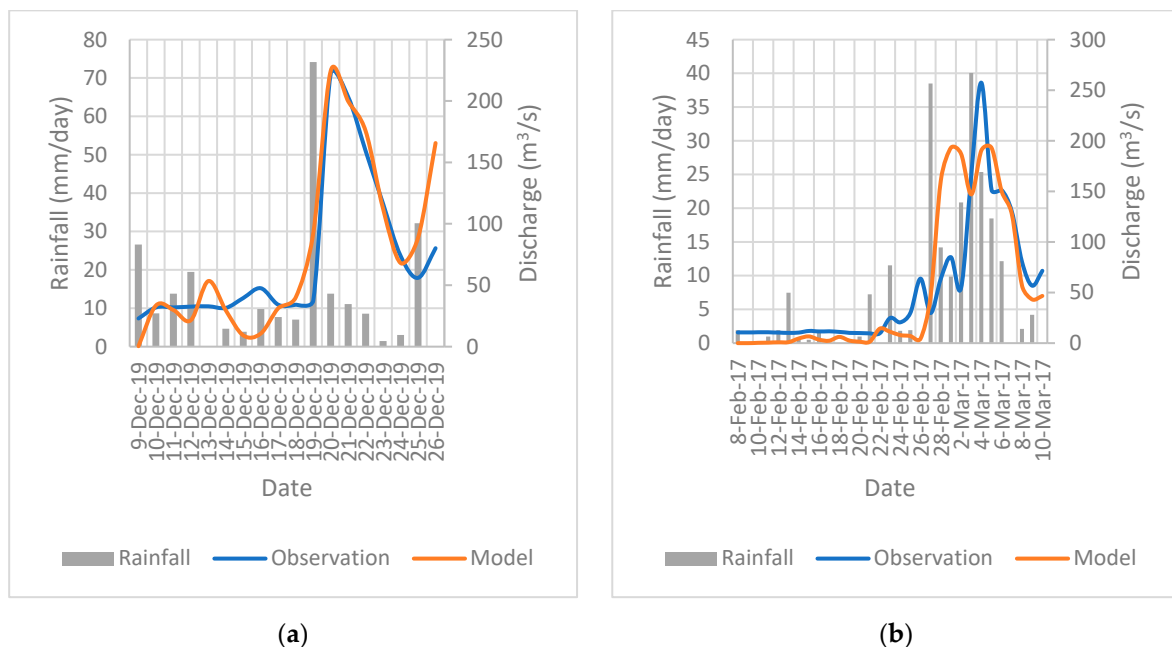 80
70
60
50
40
30
20
10
0
Rainfall (mm/day)
250
200
150
100
50
0
Discharge (m³/s)
9-Dec-19
10-Dec-19
11-Dec-19
12-Dec-19
13-Dec-19
14-Dec-19
15-Dec-19
16-Dec-19
17-Dec-19
18-Dec-19
19-Dec-19
20-Dec-19
21-Dec-19
22-Dec-19
23-Dec-19
24-Dec-19
25-Dec-19
26-Dec-19
Date
Rainfall Observation Model
(a)
45
40
35
30
25
20
15
10
5
0
Rainfall (mm/day)
300
250
200
150
100
50
0
Discharge (m³/s)
8-Feb-17
10-Feb-17
12-Feb-17
14-Feb-17
16-Feb-17
18-Feb-17
20-Feb-17
22-Feb-17
24-Feb-17
26-Feb-17
28-Feb-17
2-Mar-17
4-Mar-17
6-Mar-17
8-Mar-17
10-Mar-17
Date
Rainfall Observation Model
(b)